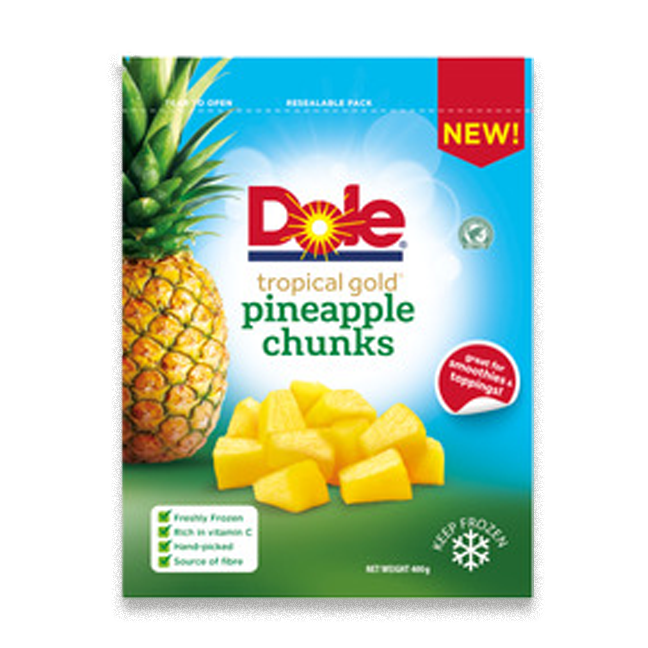 TO OPEN
RESEALABLE PACK
NEW!
Dole®
tropical gold
pineapple
chunks
great for
smoothies &
toppings!
Freshly Frozen
Rich in vitamin C
Hand-picked
Source of fibre
KEEP FROZEN
NET WEIGHT 400g